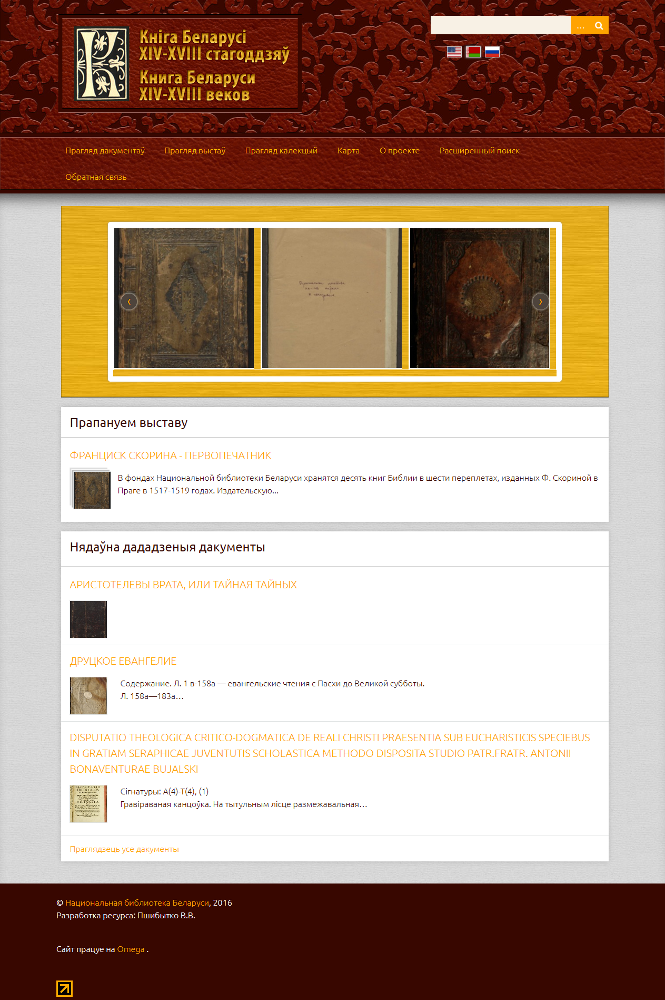 Кніга Беларусі
XIV-XVIII стагоддзяў
Книга Беларуси
XIV-XVIII веков
...
Прагляд дакументаў
Прагляд выстаў
Прагляд калекцый
Карта
О проекте
Расширенный поиск
Обратная связь
Прапануем выставу
ФРАНЦИСК СКОРИНА - ПЕРВОПЕЧАТНИК
В фондах Национальной библиотеки Беларуси хранятся десять книг Библии в шести переплетах, изданных Ф. Скориной в
Праге в 1517-1519 годах. Издательскую...
Нядаўна дададзеныя дакументы
АРИСТОТЕЛЕВЫ ВРАТА, ИЛИ ТАЙНАЯ ТАЙНЫХ
ДРУЦКОЕ ЕВАНГЕЛИЕ
Содержание. Л. 1 в-158а — евангельские чтения с Пасхи до Великой субботы.
Л. 158а—183а…
DISPUTATIO THEOLOGICA CRITICO-DOGMATICA DE REALI CHRISTI PRAESENTIA SUB EUCHARISTICIS SPECIEBUS
IN GRATIAM SERAPHICAE JUVENTUTIS SCHOLASTICA METHODO DISPOSITA STUDIO PATR.FRATR. ANTONII
BONAVENTURAE BUJALSKI
DISPUTATIO
THEOLOGICA
DISPOSITA
Сігнатуры: A(4)-T(4), (1)
Гравіраваная канцоўка. На тытульным лісце размежавальная…
Праглядзець усе дакументы
© Национальная библиотека Беларуси, 2016
Разработка ресурса: Пшибытко В.В.
Сайт працуе на Omega .